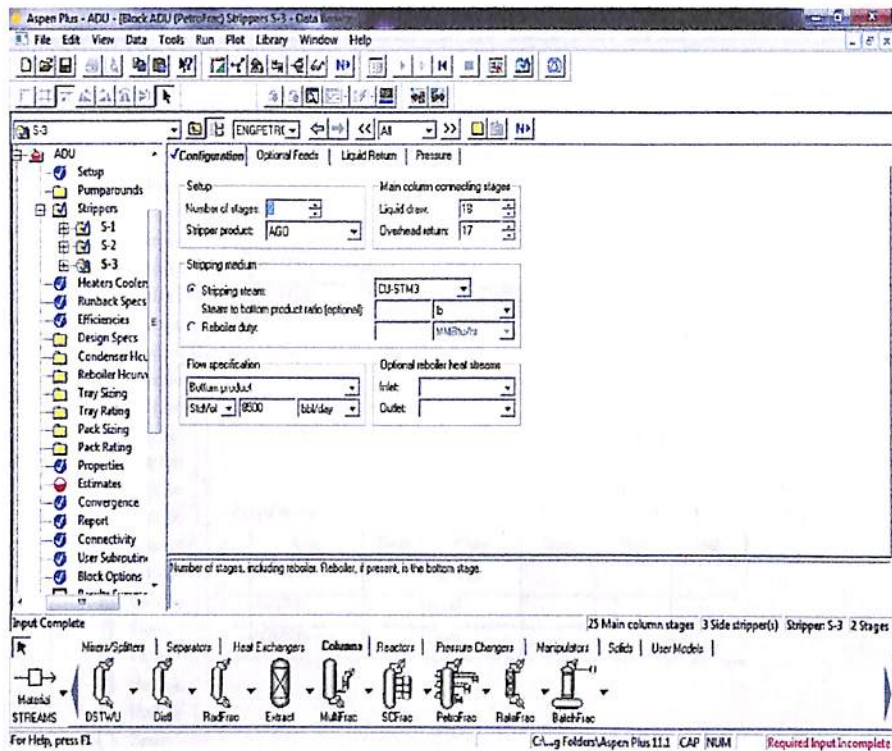 Aspen Plus - ADU - [Block ADU (PetroFrac) Strippers S-3 - Data Browser]
File Edit View Data Tools Run Plot Library Window Help
N>
S-3 ENGPETRO << All >> N>
ADU
Setup
Pumparounds
Strippers
S-1
S-2
S-3
Heaters Coolers
Runback Specs
Efficiencies
Design Specs
Condenser Hcu
Reboiler Hcurv
Tray Sizing
Tray Rating
Pack Sizing
Pack Rating
Properties
Estimates
Convergence
Report
Connectivity
User Subroutine
Block Options
Configuration Optional Feeds Liquid Return Pressure
Setup
Number of stages:
Stripper product: AGO
Main column connecting stages
Liquid draw: 18
Overhead return: 17
Stripping medium
Stripping steam: CU-STM3
Steam to bottom product ratio (optional): lb
Reboiler duty: MMBtu/hr
Flow specification
Bottom product
StdVol 8500 bbl/day
Optional reboiler heat streams
Inlet:
Outlet:
Number of stages, including reboiler. Reboiler, if present, is the bottom stage.
Input Complete 25 Main column stages 3 Side stripper(s) Stripper: S-3 2 Stages
Mixers/Splitters Separators Heat Exchangers Columns Reactors Pressure Changers Manipulators Solids User Models
Material
STREAMS DSTWU Distl RadFrac Extract MultiFrac SCFrac PetroFrac RateFrac BatchFrac
For Help, press F1 C:\...g Folders\Aspen Plus 11.1 CAP NUM Required Input Incomplete